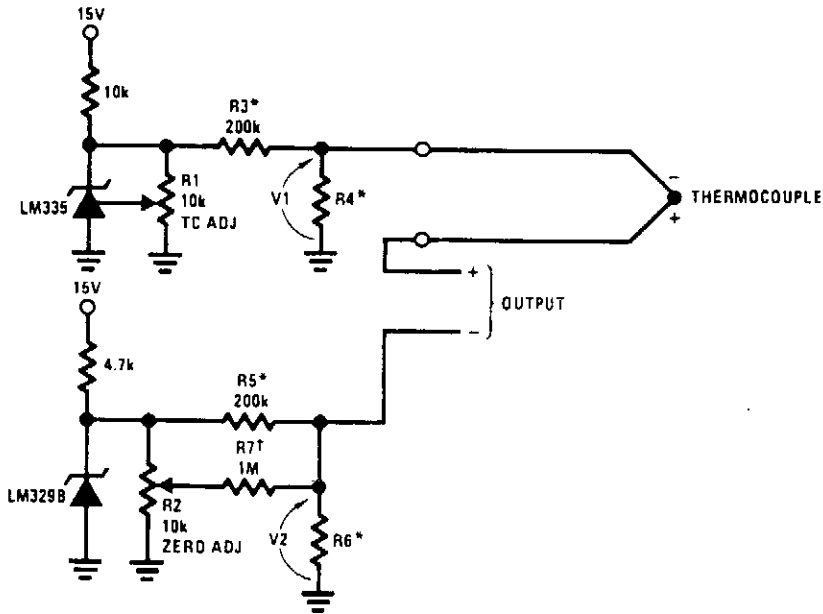 15V
10k
R3*
200k
LM335
R1
10k
TC ADJ
V1
R4*
-
+
THERMOCOUPLE
+
-
OUTPUT
15V
4.7k
R5*
200k
R7†
1M
LM329B
R2
10k
ZERO ADJ
V2
R6*